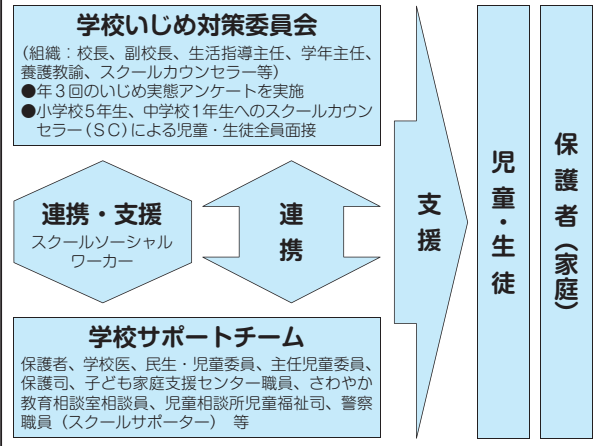 学校いじめ対策委員会
（組織：校長、副校長、生活指導主任、学年主任、
養護教諭、スクールカウンセラー等）
●年３回のいじめ実態アンケートを実施
●小学校５年生、中学校１年生へのスクールカウン
セラー（ＳＣ）による児童・生徒全員面接
連携・支援
スクールソーシャル
ワーカー
連携
学校サポートチーム
保護者、学校医、民生・児童委員、主任児童委員、
保護司、子ども家庭支援センター職員、さわやか
教育相談室相談員、児童相談所児童福祉司、警察
職員（スクールサポーター） 等
支援
児童・生徒
保護者（家庭）